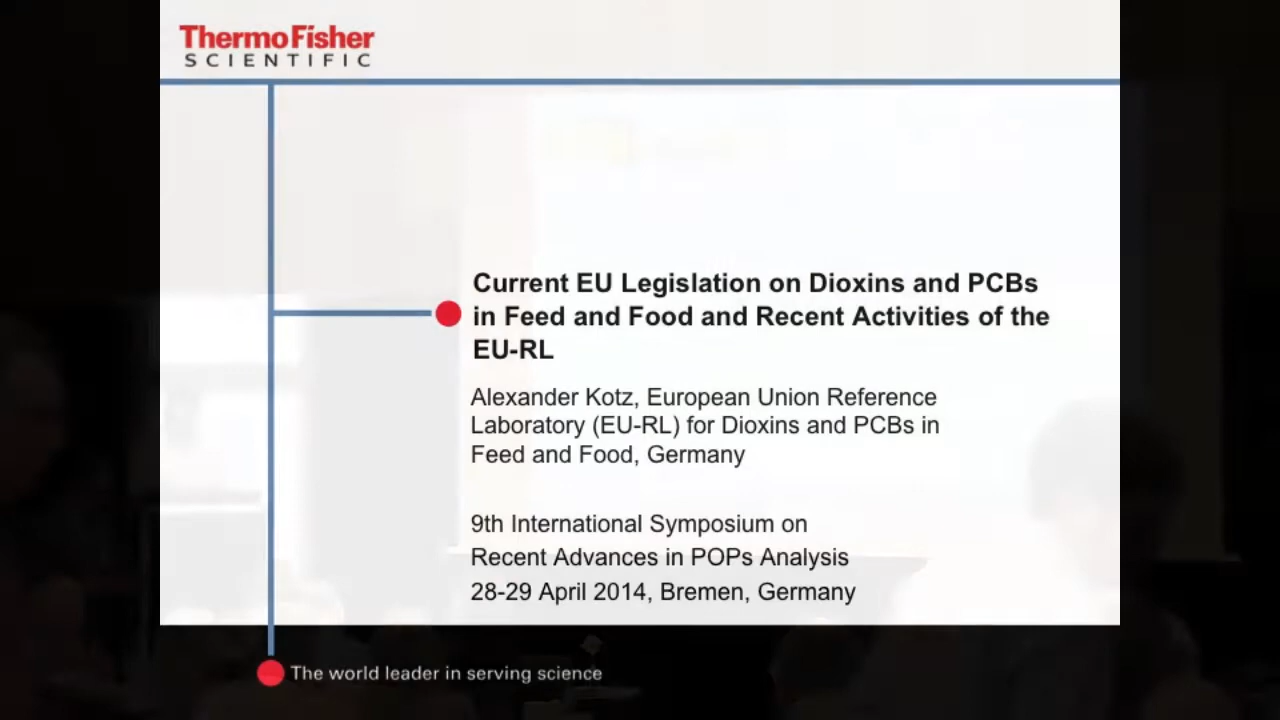 ThermoFisher
SCIENTIFIC
Current EU Legislation on Dioxins and PCBs
in Feed and Food and Recent Activities of the
EU-RL
Alexander Kotz, European Union Reference
Laboratory (EU-RL) for Dioxins and PCBs in
Feed and Food, Germany
9th International Symposium on
Recent Advances in POPs Analysis
28-29 April 2014, Bremen, Germany
The world leader in serving science